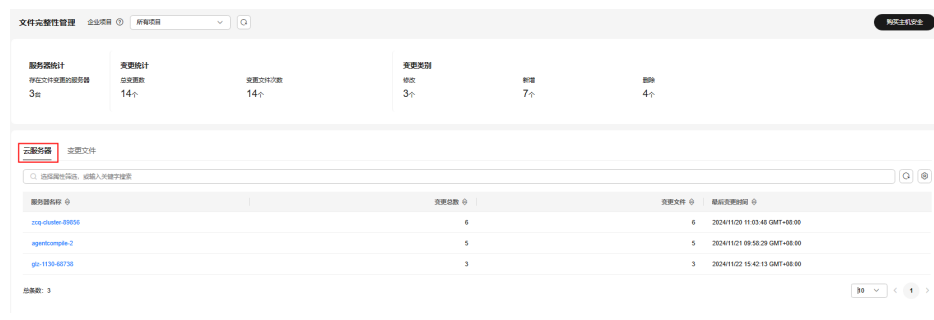 文件完整性管理 企业项目 所有项目 购买主机安全
服务器统计 变更统计 变更类别
存在文件变更的服务器 总变更数 变更文件次数 修改 新增 删除
3台 14个 14个 3个 7个 4个
云服务器 变更文件
选择属性筛选，或输入关键字搜索
服务器名称 变更总数 变更文件 最后变更时间
zcq-cluster-89856 6 6 2024/11/20 11:03:48 GMT+08:00
agentcompile-2 5 5 2024/11/21 09:58:29 GMT+08:00
glz-1130-68738 3 3 2024/11/22 15:42:13 GMT+08:00
总条数: 3 10 1